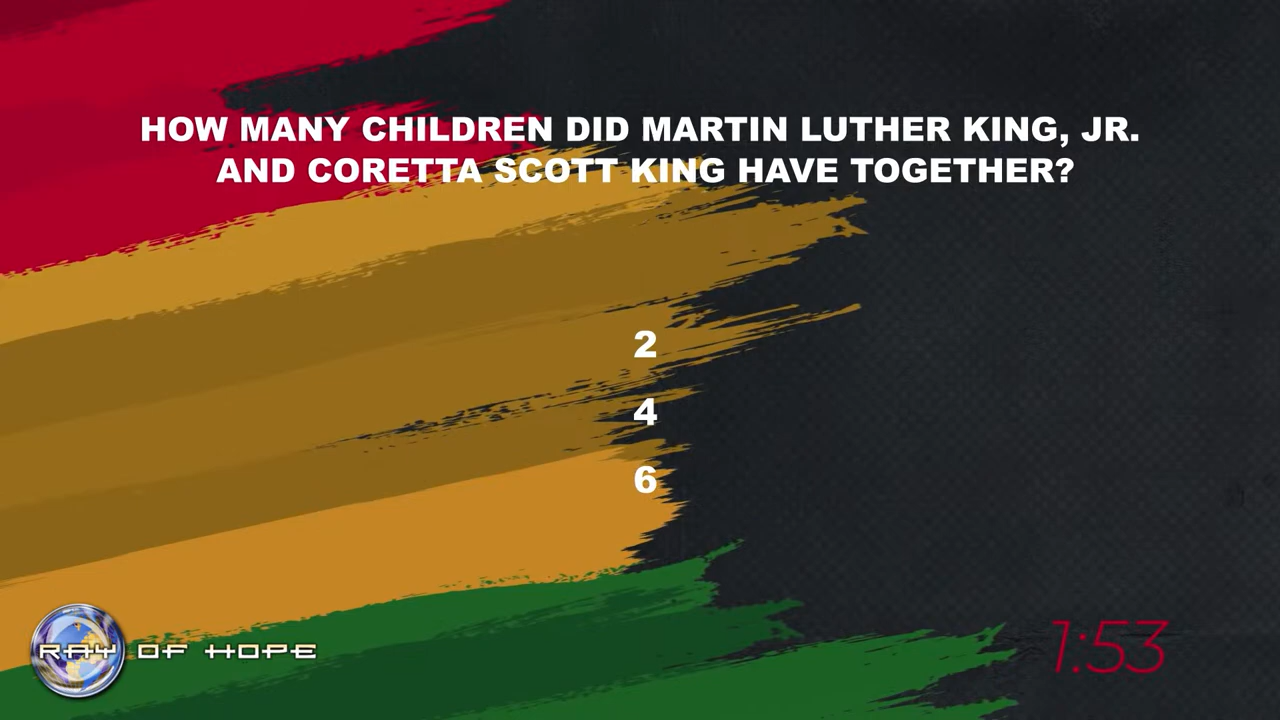 HOW MANY CHILDREN DID MARTIN LUTHER KING, JR.
AND CORETTA SCOTT KING HAVE TOGETHER?
2
4
6
RAY OF HOPE
1:53